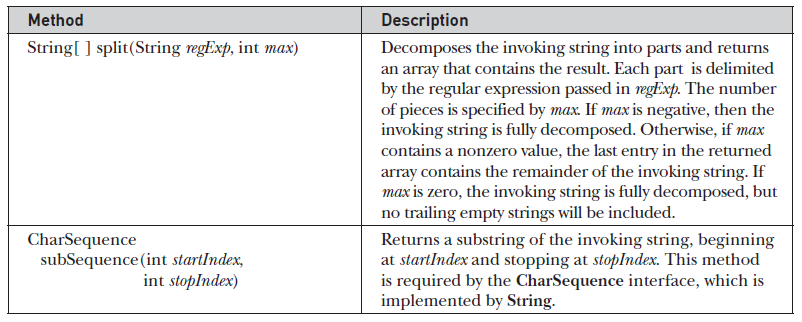 Method Description
String[ ] split(String regExp, int max) Decomposes the invoking string into parts and returns
an array that contains the result. Each part is delimited
by the regular expression passed in regExp. The number
of pieces is specified by max. If max is negative, then the
invoking string is fully decomposed. Otherwise, if max
contains a nonzero value, the last entry in the returned
array contains the remainder of the invoking string. If
max is zero, the invoking string is fully decomposed, but
no trailing empty strings will be included.
CharSequence Returns a substring of the invoking string, beginning
subSequence(int startIndex, at startIndex and stopping at stopIndex. This method
int stopIndex) is required by the CharSequence interface, which is
implemented by String.